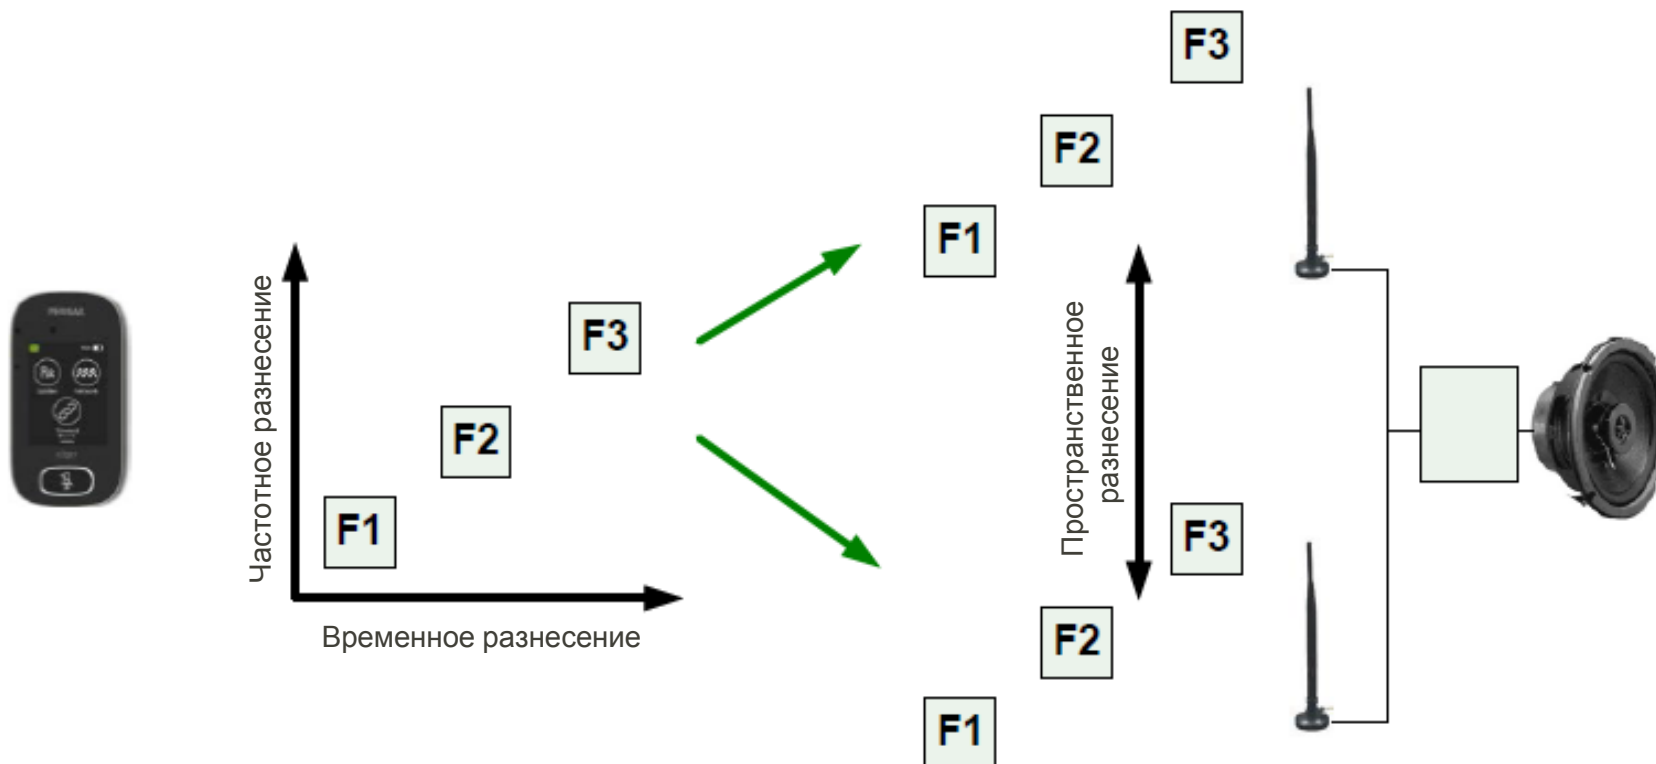 F3
F2
F1
Частотное разнесение
F3
F2
F1
Временное разнесение
Пространственное
разнесение
F3
F2
F1